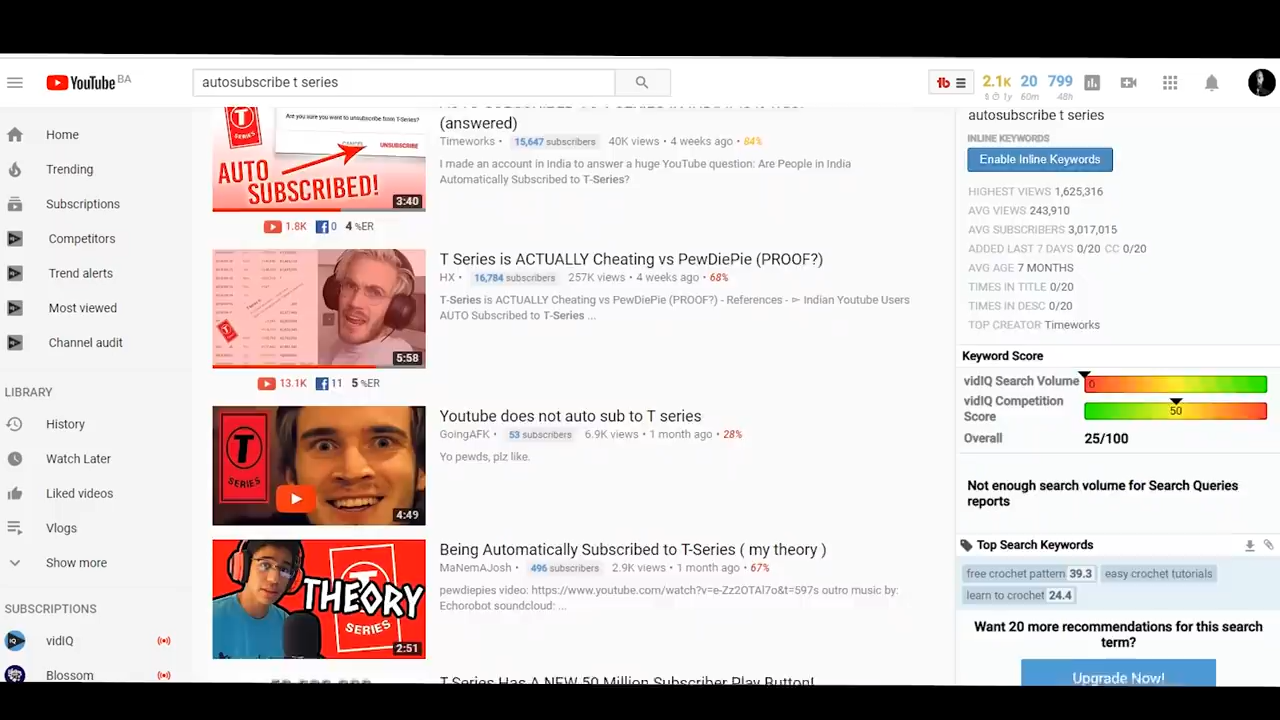 YouTube BA
autosubscribe t series
2.1K 20 799
1y 60m 48h
Home
Trending
Subscriptions
Competitors
Trend alerts
Most viewed
Channel audit
LIBRARY
History
Watch Later
Liked videos
Vlogs
Show more
SUBSCRIPTIONS
vidIQ
Blossom
Are you sure you want to unsubscribe from T-Series?
CANCEL UNSUBSCRIBE
AUTO
SUBSCRIBED!
3:40
(answered)
Timeworks • 15,647 subscribers 40K views • 4 weeks ago • 84%
I made an account in India to answer a huge YouTube question: Are People in India
Automatically Subscribed to T-Series?
1.8K 0 4 %ER
T Series is ACTUALLY Cheating vs PewDiePie (PROOF?)
HX • 16,784 subscribers 257K views • 4 weeks ago • 68%
T-Series is ACTUALLY Cheating vs PewDiePie (PROOF?) - References - ➣ Indian Youtube Users
AUTO Subscribed to T-Series ...
5:58
13.1K 11 5 %ER
Youtube does not auto sub to T series
GoingAFK • 53 subscribers 6.9K views • 1 month ago • 28%
Yo pewds, plz like.
T
SERIES
4:49
Being Automatically Subscribed to T-Series ( my theory )
MaNemAJosh • 496 subscribers 2.9K views • 1 month ago • 67%
pewdiepies video: https://www.youtube.com/watch?v=e-Zz2OTAI7o&t=597s outro music by:
Echorobot soundcloud: ...
THEORY
SERIES
2:51
T Series Has A NEW 50 Million Subscriber Play Button!
autosubscribe t series
INLINE KEYWORDS
Enable Inline Keywords
HIGHEST VIEWS 1,625,316
AVG VIEWS 243,910
AVG SUBSCRIBERS 3,017,015
ADDED LAST 7 DAYS 0/20 CC 0/20
AVG AGE 7 MONTHS
TIMES IN TITLE 0/20
TIMES IN DESC 0/20
TOP CREATOR Timeworks
Keyword Score
vidIQ Search Volume 0
vidIQ Competition
Score 50
Overall 25/100
Not enough search volume for Search Queries
reports
Top Search Keywords
free crochet pattern 39.3 easy crochet tutorials
learn to crochet 24.4
Want 20 more recommendations for this search
term?
Upgrade Now!